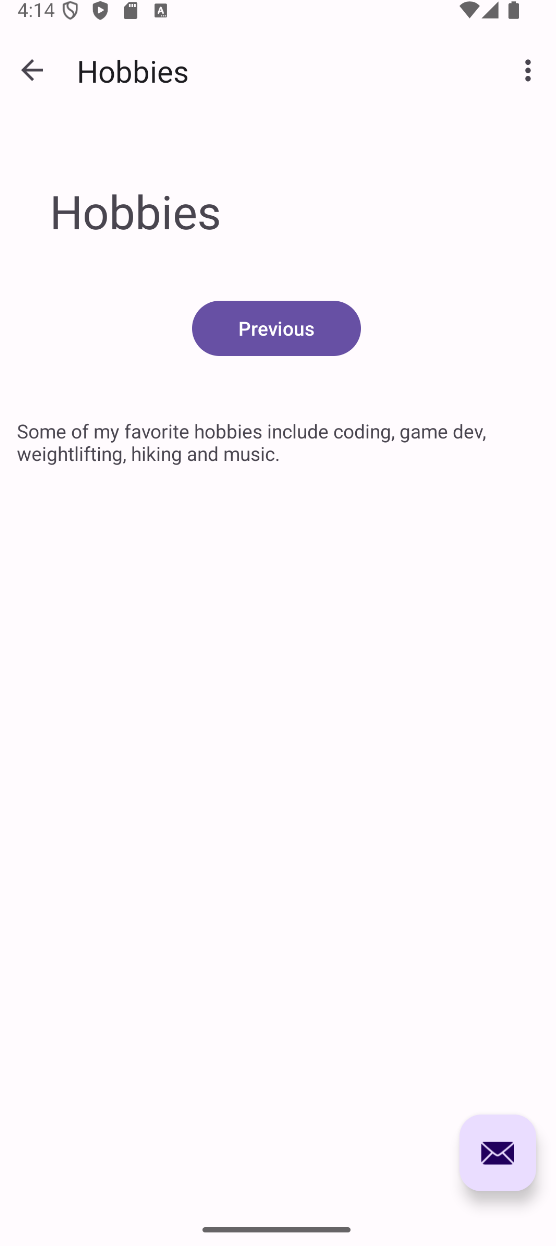 4:14
Hobbies
Hobbies
Previous
Some of my favorite hobbies include coding, game dev,
weightlifting, hiking and music.